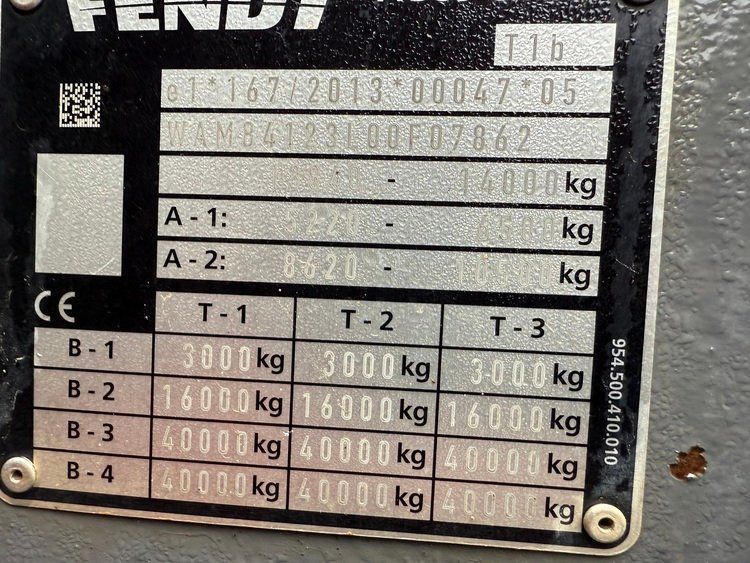 FENDT
T1b
e1*167/2013*00047*05
WAM84123L00F07862
- 14000kg
A - 1: 5220 - kg
A - 2: 8620 - kg
CE
T - 1 T - 2 T - 3
B - 1 3000kg 3000kg 3000kg
B - 2 16000kg 16000kg 16000kg
B - 3 40000kg 40000kg 40000kg
B - 4 40000kg 40000kg 40000kg
954.500.410.010